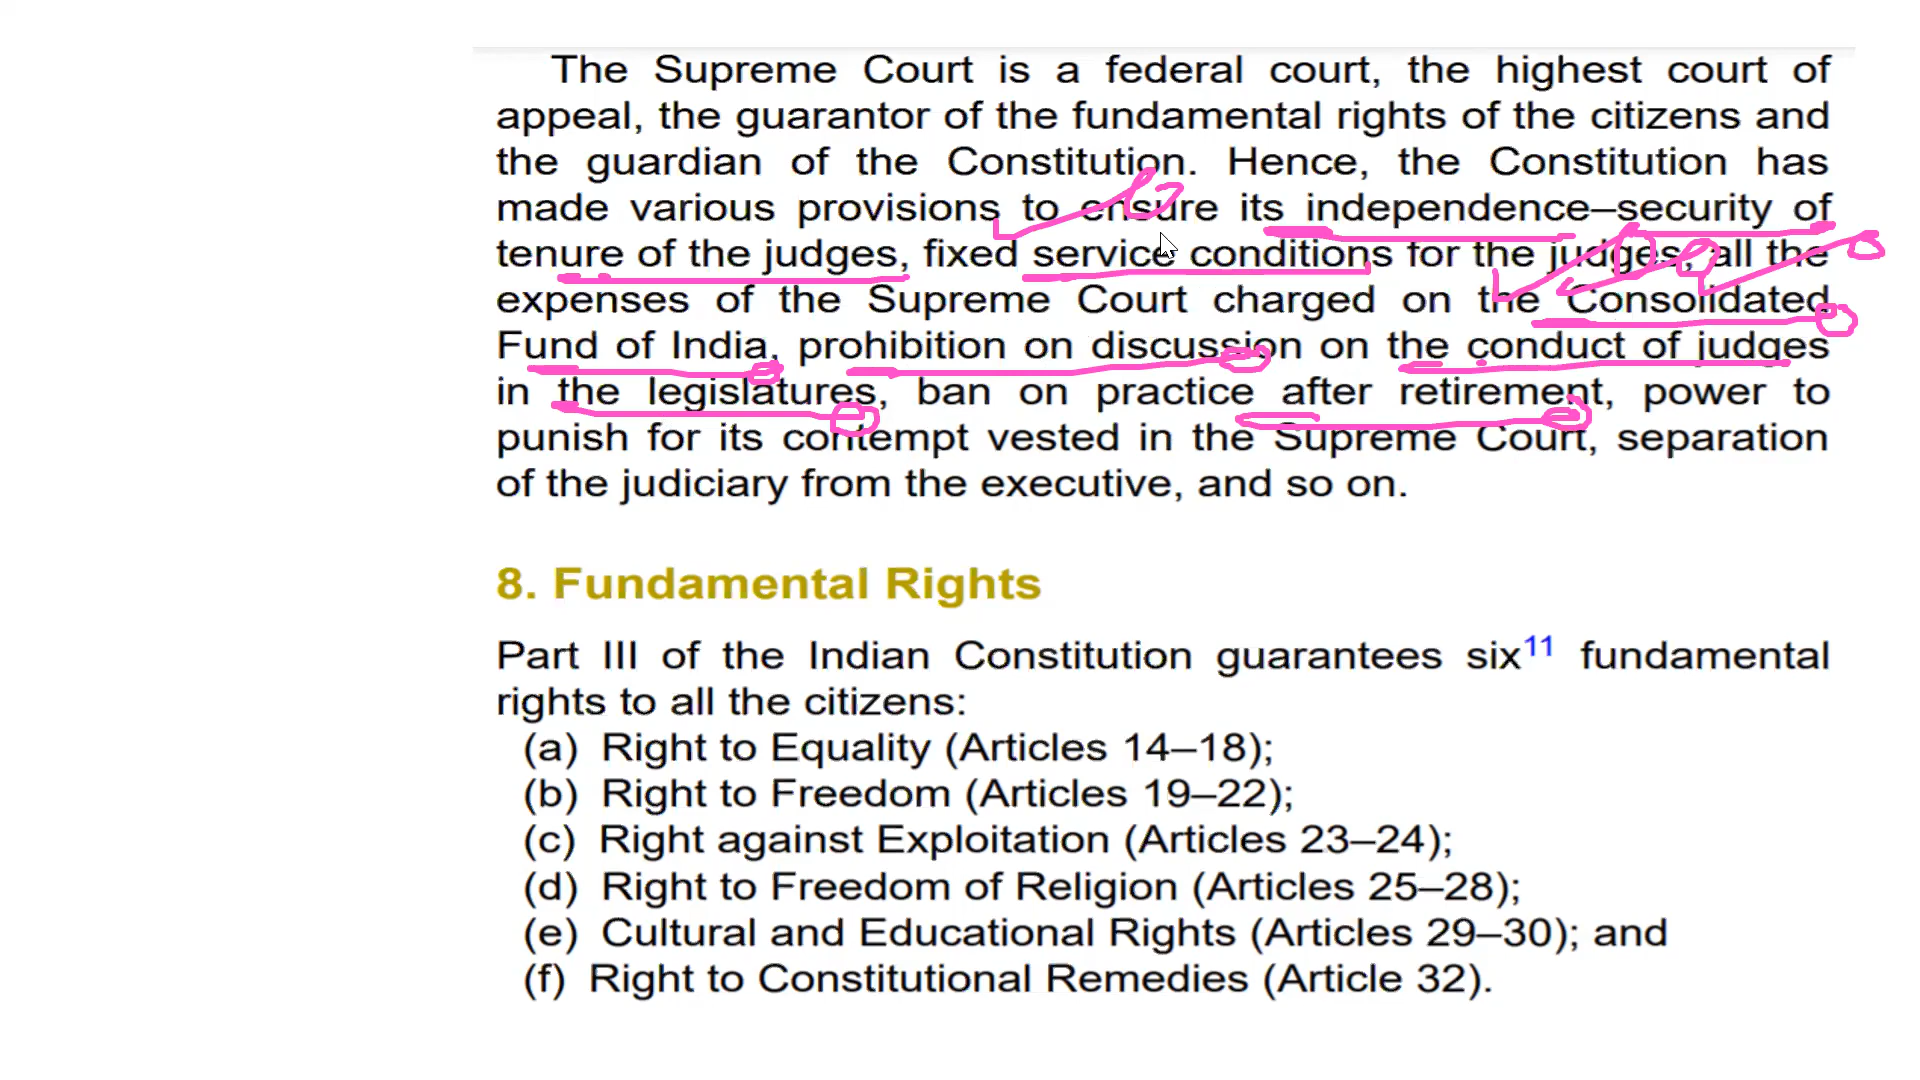 The Supreme Court is a federal court, the highest court of
appeal, the guarantor of the fundamental rights of the citizens and
the guardian of the Constitution. Hence, the Constitution has
made various provisions to ensure its independence–security of
tenure of the judges, fixed service conditions for the judges, all the
expenses of the Supreme Court charged on the Consolidated
Fund of India, prohibition on discussion on the conduct of judges
in the legislatures, ban on practice after retirement, power to
punish for its contempt vested in the Supreme Court, separation
of the judiciary from the executive, and so on.
8. Fundamental Rights
Part III of the Indian Constitution guarantees six11 fundamental
rights to all the citizens:
(a) Right to Equality (Articles 14–18);
(b) Right to Freedom (Articles 19–22);
(c) Right against Exploitation (Articles 23–24);
(d) Right to Freedom of Religion (Articles 25–28);
(e) Cultural and Educational Rights (Articles 29–30); and
(f) Right to Constitutional Remedies (Article 32).